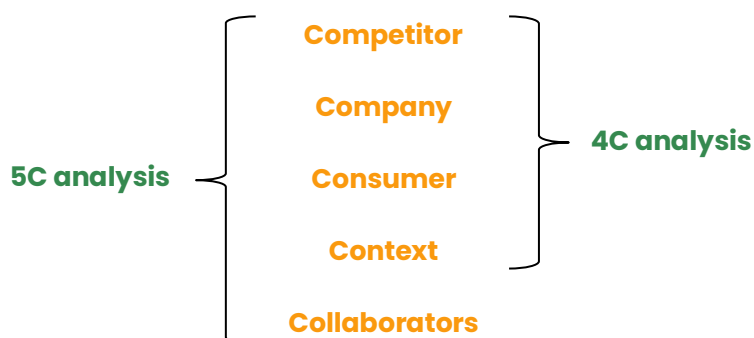 Competitor
Company
4C analysis
5C analysis
Consumer
Context
Collaborators